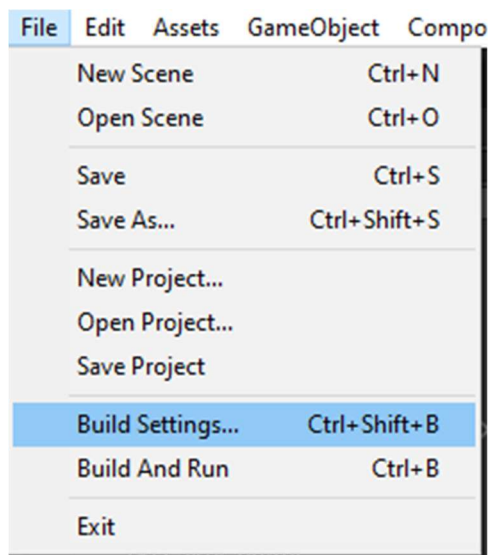 File Edit Assets GameObject Compo
New Scene Ctrl+N
Open Scene Ctrl+O
Save Ctrl+S
Save As... Ctrl+Shift+S
New Project...
Open Project...
Save Project
Build Settings... Ctrl+Shift+B
Build And Run Ctrl+B
Exit